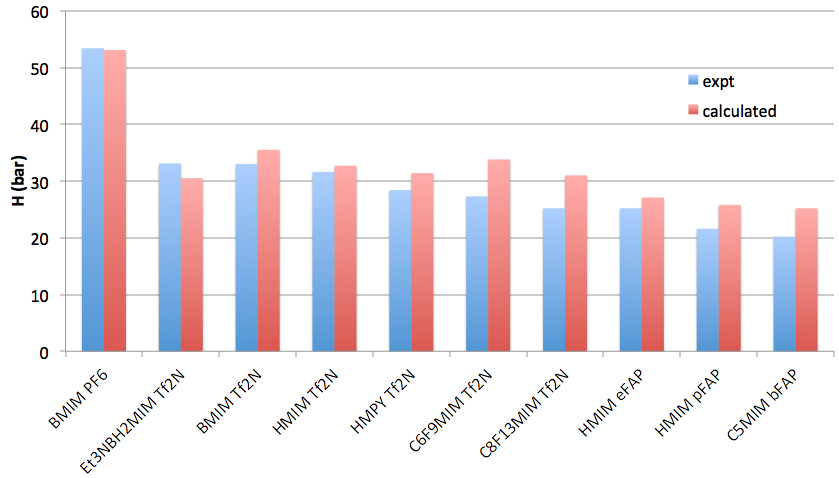 60
50
40
30
20
10
0
H (bar)
expt
calculated
BMIM PF6
Et3NBH2MIM Tf2N
BMIM Tf2N
HMIM Tf2N
HMPY Tf2N
C6F9MIM Tf2N
C8F13MIM Tf2N
HMIM eFAP
HMIM pFAP
C5MIM bFAP